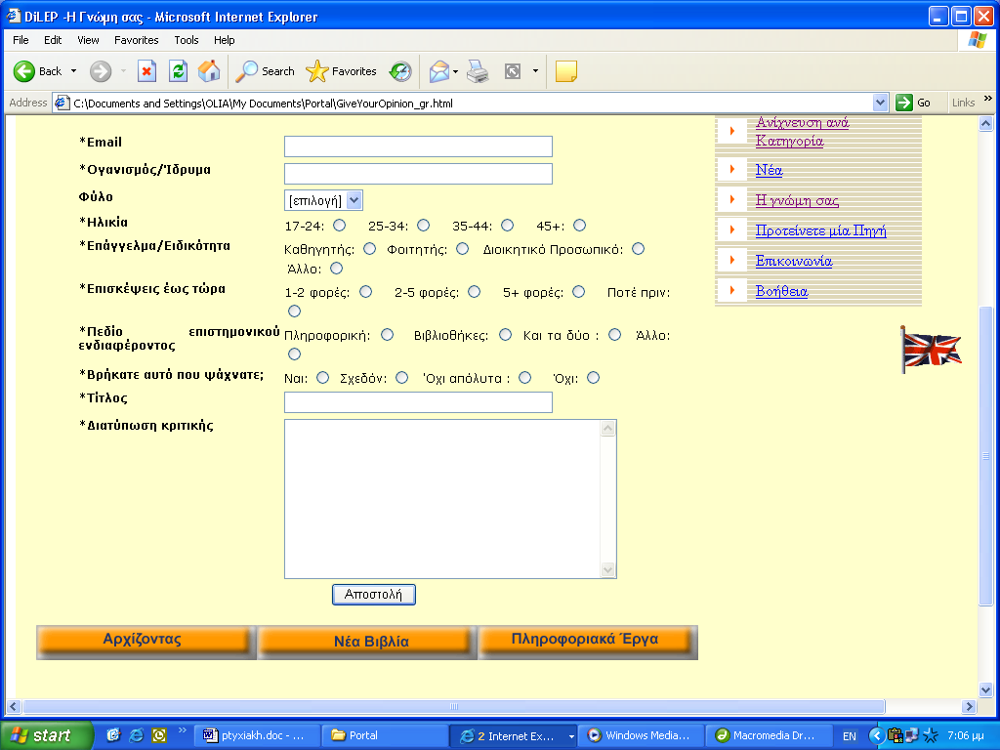 DiLEP -Η Γνώμη σας - Microsoft Internet Explorer
File Edit View Favorites Tools Help
Back Search Favorites
Address C:\Documents and Settings\OLIA\My Documents\Portal\GiveYourOpinion_gr.html Go Links »
*Email
*Ογανισμός/Ίδρυμα
Φύλο [επιλογή]
*Ηλικία 17-24: 25-34: 35-44: 45+:
*Επάγγελμα/Ειδικότητα Καθηγητής: Φοιτητής: Διοικητικό Προσωπικό:
Άλλο:
*Επισκέψεις έως τώρα 1-2 φορές: 2-5 φορές: 5+ φορές: Ποτέ πριν:
*Πεδίο επιστημονικού Πληροφορική: Βιβλιοθήκες: Και τα δύο : Άλλο:
ενδιαφέροντος
*Βρήκατε αυτό που ψάχνατε; Ναι: Σχεδόν: Όχι απόλυτα : Όχι:
*Τίτλος
*Διατύπωση κριτικής
Αποστολή
Ανίχνευση ανά
Κατηγορία
Νέα
Η γνώμη σας
Προτείνετε μία Πηγή
Επικοινωνία
Βοήθεια
Αρχίζοντας Νέα Βιβλία Πληροφοριακά Έργα
start » ptyxiakh.doc - ... Portal 2 Internet Ex... Windows Media... Macromedia Dr... EN 7:06 μμ